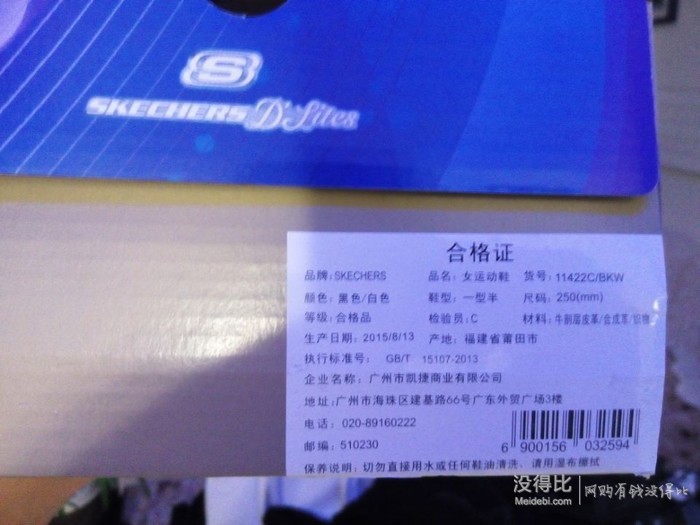 S
SKECHERS D'Lites
合格证
品牌: SKECHERS 品名: 女运动鞋 货号: 11422C/BKW
颜色: 黑色/白色 鞋型: 一型半 尺码: 250(mm)
等级: 合格品 检验员: C 材料: 牛剖层皮革/合成革/织物
生产日期: 2015/8/13 产地: 福建省莆田市
执行标准号: GB/T 15107-2013
企业名称: 广州市凯捷商业有限公司
地址: 广州市海珠区建基路66号广东外贸广场3楼
电话: 020-89160222
邮编: 510230
6 900156 032594
保养说明: 切勿直接用水或任何鞋油清洗, 请用湿布擦拭
没得比 Meidebi.com 网购有钱没得比